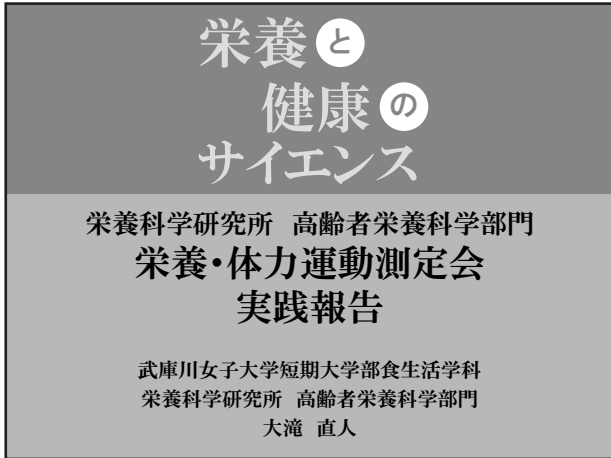 栄養と
健康の
サイエンス
栄養科学研究所 高齢者栄養科学部門
栄養・体力運動測定会
実践報告
武庫川女子大学短期大学部食生活学科
栄養科学研究所 高齢者栄養科学部門
大滝 直人